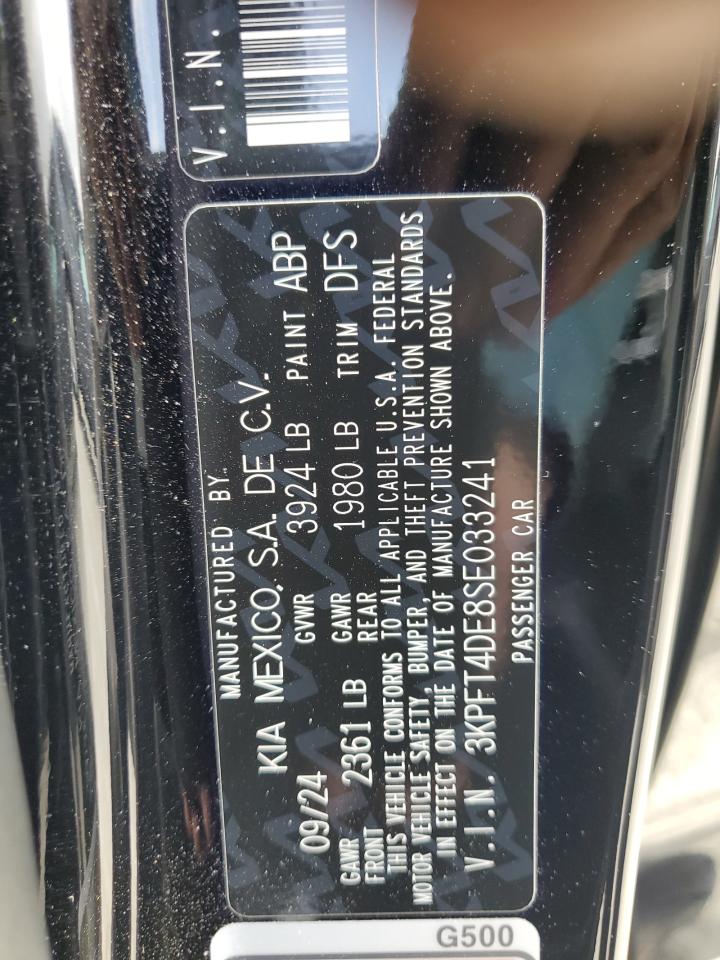 V.I.N.
MANUFACTURED BY
KIA MEXICO, S.A. DE C.V.
09/24 GVWR 3924 LB PAINT ABP
GAWR FRONT 2361 LB GAWR REAR 1980 LB TRIM DFS
THIS VEHICLE CONFORMS TO ALL APPLICABLE U.S.A. FEDERAL
MOTOR VEHICLE SAFETY, BUMPER, AND THEFT PREVENTION STANDARDS
IN EFFECT ON THE DATE OF MANUFACTURE SHOWN ABOVE.
V.I.N. 3KPFT4DE8SE033241
PASSENGER CAR
G500